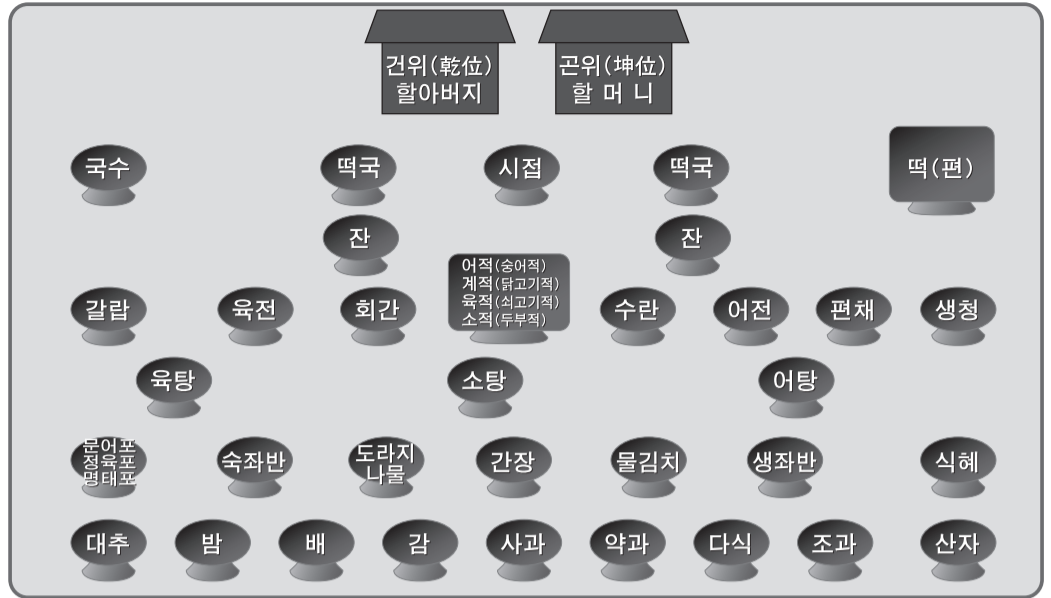 건위(乾位)
할아버지
곤위(坤位)
할 머 니
국수
떡국
시접
떡국
떡(편)
잔
잔
어적(숭어적)
계적(닭고기적)
육적(쇠고기적)
소적(두부적)
갈랍
육전
회간
수란
어전
편채
생청
육탕
소탕
어탕
문어포
정육포
명태포
숙좌반
도라지
나물
간장
물김치
생좌반
식혜
대추
밤
배
감
사과
약과
다식
조과
산자